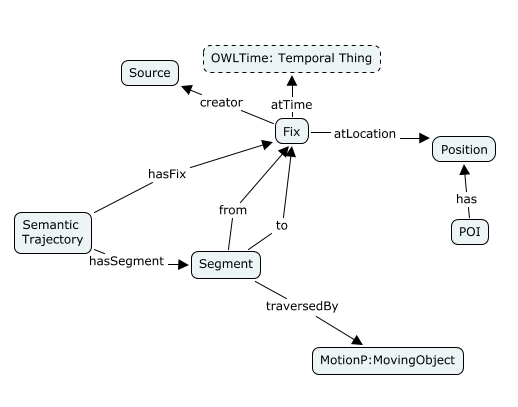 OWLTime: Temporal Thing
Source
creator
atTime
Fix
atLocation
Position
hasFix
has
from
to
Semantic
Trajectory
POI
hasSegment
Segment
traversedBy
MotionP:MovingObject